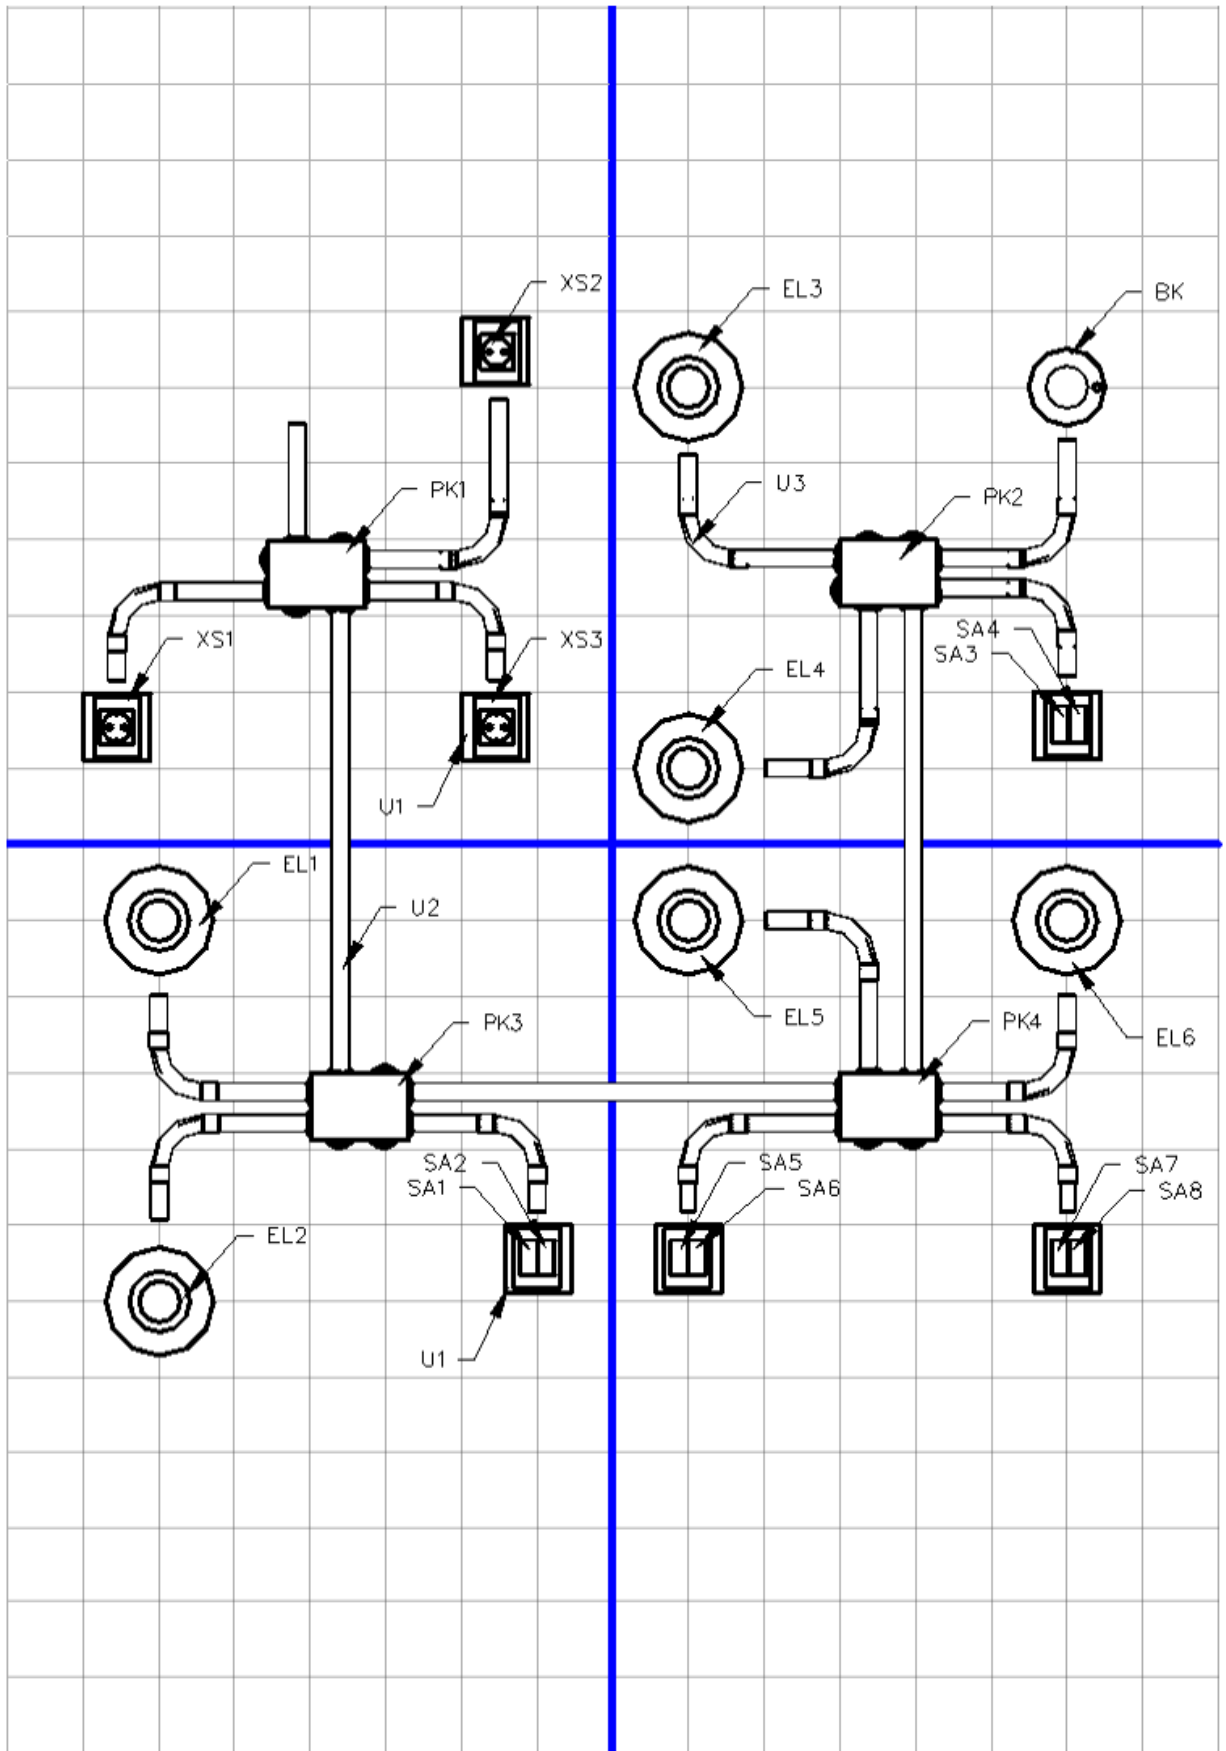 XS2
EL3
BK
PK1
U3
PK2
XS1
XS3
SA4
SA3
EL4
U1
EL1
U2
EL5
PK3
PK4
EL6
SA2
SA5
SA7
SA1
SA6
SA8
EL2
U1